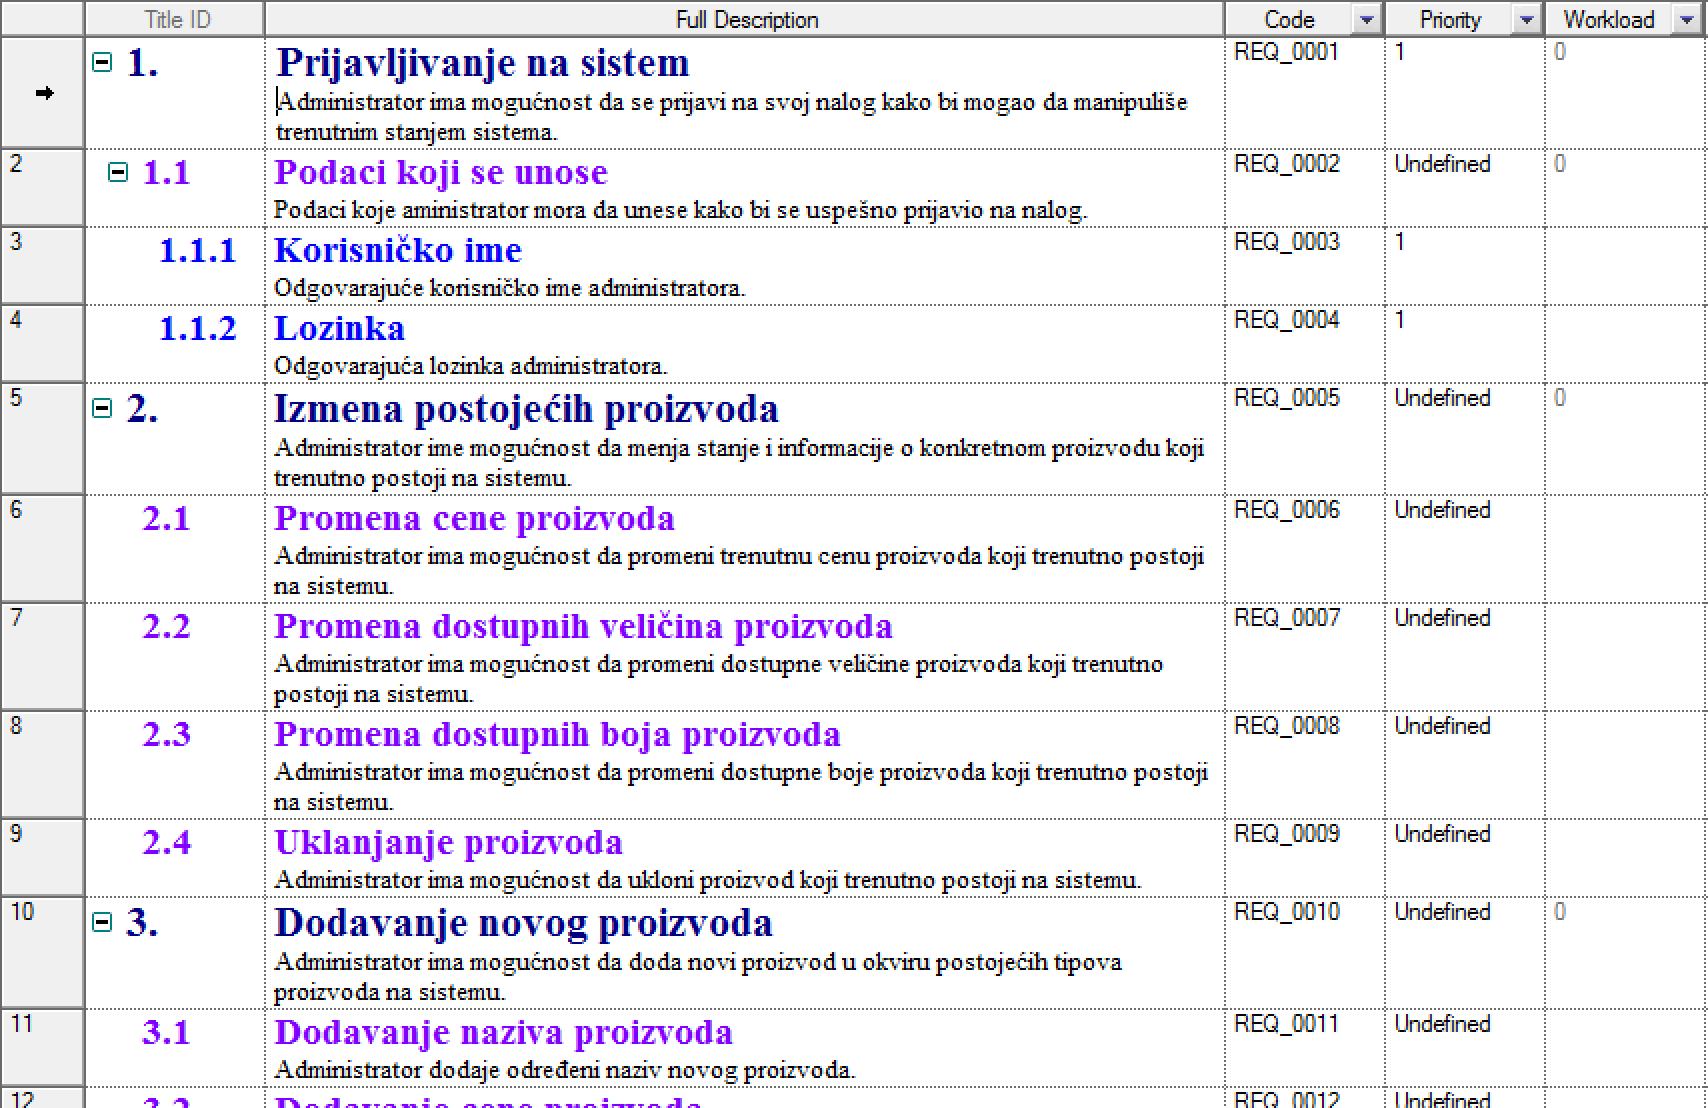 Title ID Full Description Code Priority Workload
1. Prijavljivanje na sistem REQ_0001 1 0
Administrator ima mogućnost da se prijavi na svoj nalog kako bi mogao da manipuliše
trenutnim stanjem sistema.
2 1.1 Podaci koji se unose REQ_0002 Undefined 0
Podaci koje aministrator mora da unese kako bi se uspešno prijavio na nalog.
3 1.1.1 Korisničko ime REQ_0003 1
Odgovarajuće korisničko ime administratora.
4 1.1.2 Lozinka REQ_0004 1
Odgovarajuća lozinka administratora.
5 2. Izmena postojećih proizvoda REQ_0005 Undefined 0
Administrator ime mogućnost da menja stanje i informacije o konkretnom proizvodu koji
trenutno postoji na sistemu.
6 2.1 Promena cene proizvoda REQ_0006 Undefined
Administrator ima mogućnost da promeni trenutnu cenu proizvoda koji trenutno postoji
na sistemu.
7 2.2 Promena dostupnih veličina proizvoda REQ_0007 Undefined
Administrator ima mogućnost da promeni dostupne veličine proizvoda koji trenutno
postoji na sistemu.
8 2.3 Promena dostupnih boja proizvoda REQ_0008 Undefined
Administrator ima mogućnost da promeni dostupne boje proizvoda koji trenutno postoji
na sistemu.
9 2.4 Uklanjanje proizvoda REQ_0009 Undefined
Administrator ima mogućnost da ukloni proizvod koji trenutno postoji na sistemu.
10 3. Dodavanje novog proizvoda REQ_0010 Undefined 0
Administrator ima mogućnost da doda novi proizvod u okviru postojećih tipova
proizvoda na sistemu.
11 3.1 Dodavanje naziva proizvoda REQ_0011 Undefined
Administrator dodaje određeni naziv novog proizvoda.
12 3.2 Dodavanje cene proizvoda REQ_0012 Undefined